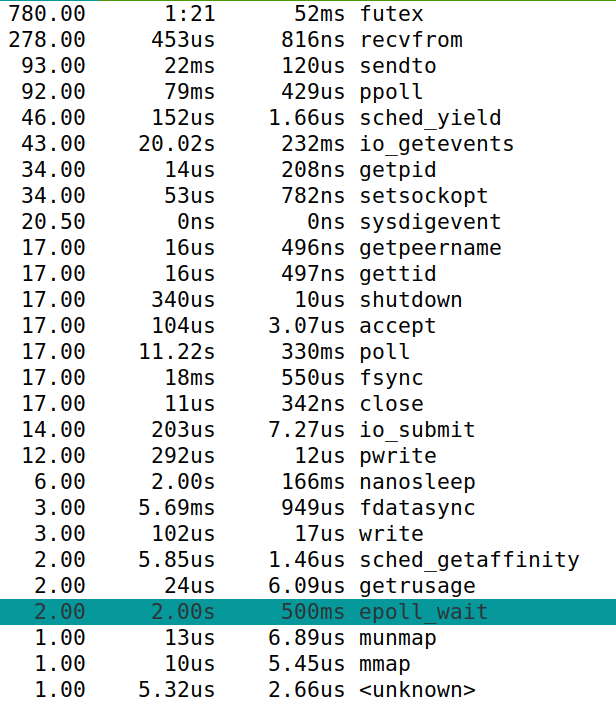 780.00 1:21 52ms futex
278.00 453us 816ns recvfrom
93.00 22ms 120us sendto
92.00 79ms 429us ppoll
46.00 152us 1.66us sched_yield
43.00 20.02s 232ms io_getevents
34.00 14us 208ns getpid
34.00 53us 782ns setsockopt
20.50 0ns 0ns sysdigevent
17.00 16us 496ns getpeername
17.00 16us 497ns gettid
17.00 340us 10us shutdown
17.00 104us 3.07us accept
17.00 11.22s 330ms poll
17.00 18ms 550us fsync
17.00 11us 342ns close
14.00 203us 7.27us io_submit
12.00 292us 12us pwrite
6.00 2.00s 166ms nanosleep
3.00 5.69ms 949us fdatasync
3.00 102us 17us write
2.00 5.85us 1.46us sched_getaffinity
2.00 24us 6.09us getrusage
2.00 2.00s 500ms epoll_wait
1.00 13us 6.89us munmap
1.00 10us 5.45us mmap
1.00 5.32us 2.66us <unknown>